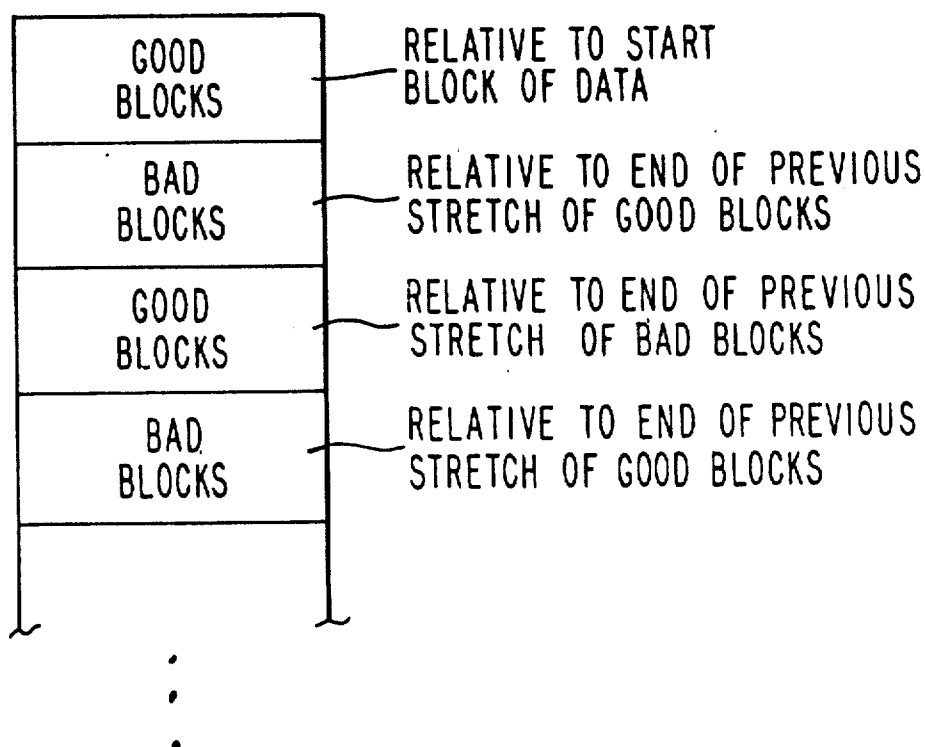 GOOD
BLOCKS
RELATIVE TO START
BLOCK OF DATA
BAD
BLOCKS
RELATIVE TO END OF PREVIOUS
STRETCH OF GOOD BLOCKS
GOOD
BLOCKS
RELATIVE TO END OF PREVIOUS
STRETCH OF BAD BLOCKS
BAD
BLOCKS
RELATIVE TO END OF PREVIOUS
STRETCH OF GOOD BLOCKS